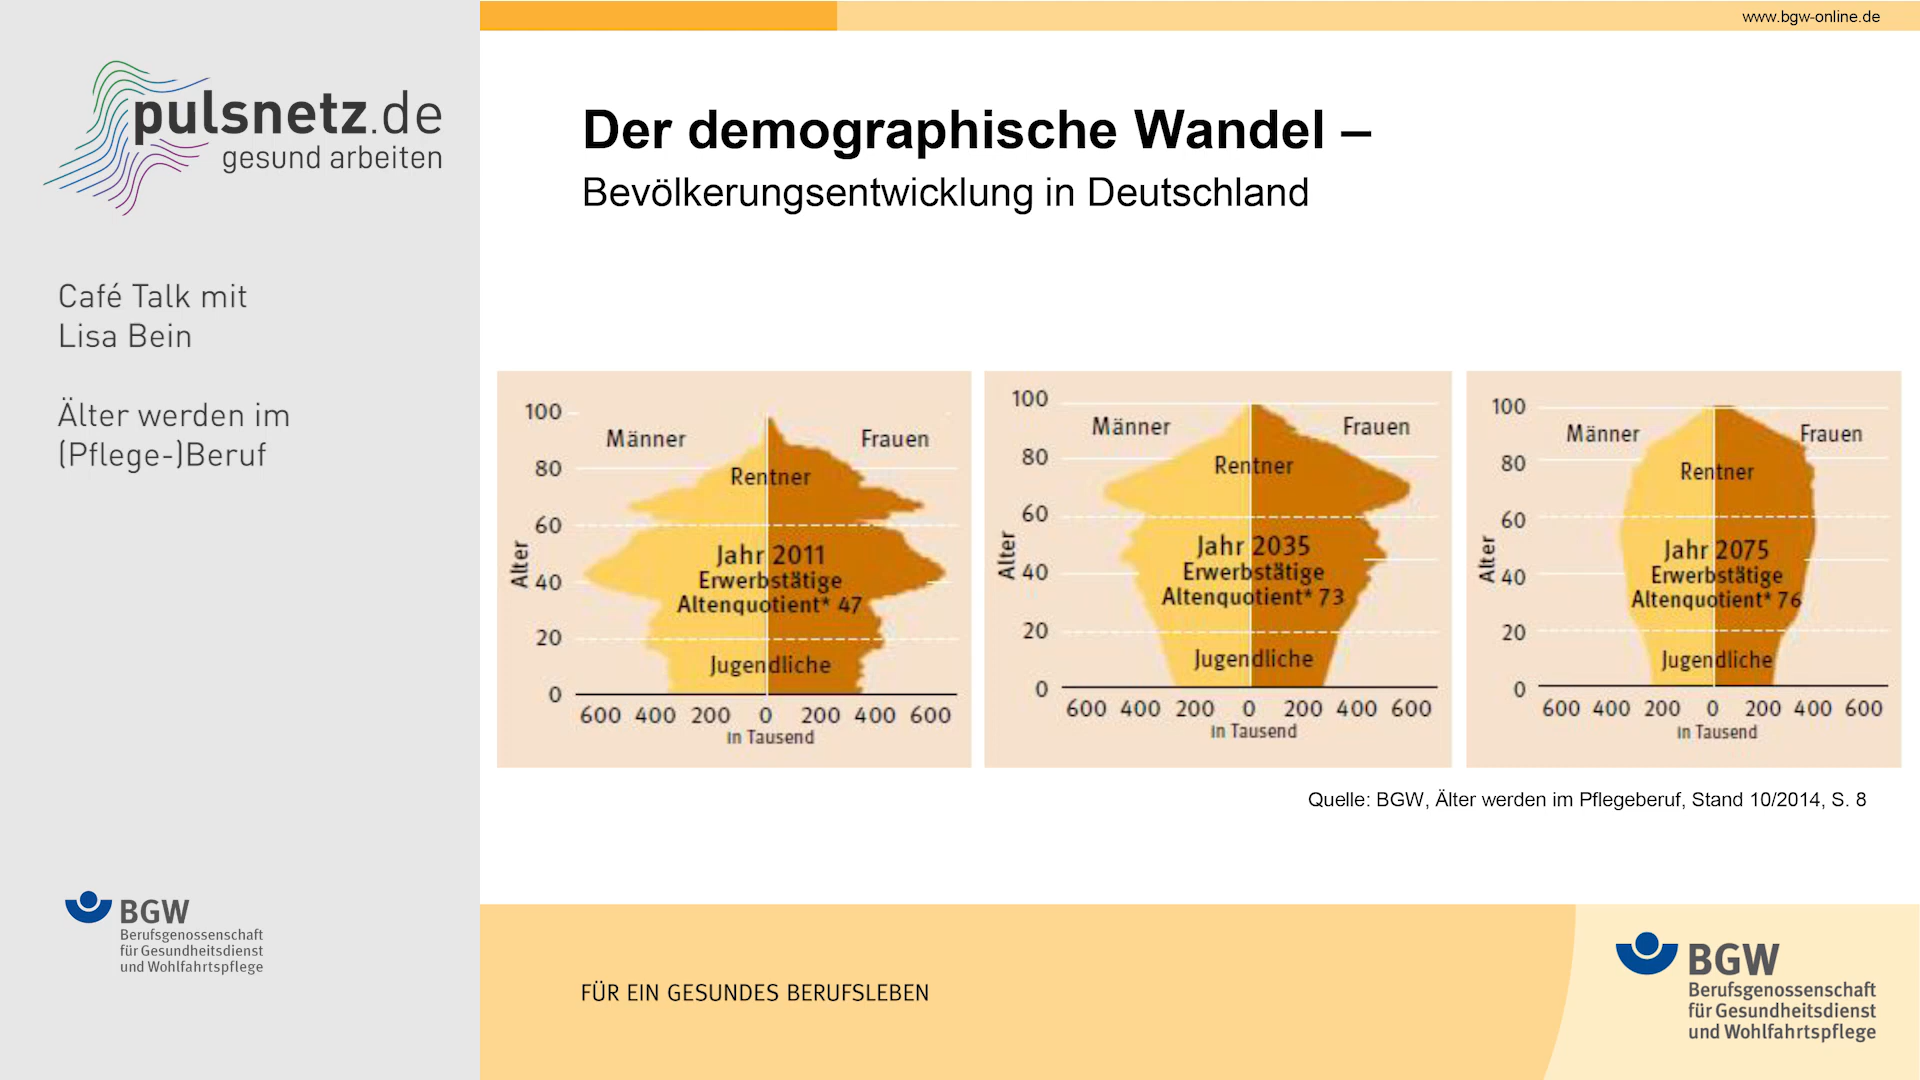 www.bgw-online.de
pulsnetz.de
gesund arbeiten
Café Talk mit
Lisa Bein
Älter werden im
(Pflege-)Beruf
Der demographische Wandel –
Bevölkerungsentwicklung in Deutschland
100
80
60
40
20
0
Alter
Männer
Frauen
Rentner
Jahr 2011
Erwerbstätige
Altenquotient* 47
Jugendliche
600 400 200 0 200 400 600
in Tausend
100
80
60
40
20
0
Alter
Männer
Frauen
Rentner
Jahr 2035
Erwerbstätige
Altenquotient* 73
Jugendliche
600 400 200 0 200 400 600
in Tausend
100
80
60
40
20
0
Alter
Männer
Frauen
Rentner
Jahr 2075
Erwerbstätige
Altenquotient* 76
Jugendliche
600 400 200 0 200 400 600
in Tausend
Quelle: BGW, Älter werden im Pflegeberuf, Stand 10/2014, S. 8
BGW
Berufsgenossenschaft
für Gesundheitsdienst
und Wohlfahrtspflege
FÜR EIN GESUNDES BERUFSLEBEN
BGW
Berufsgenossenschaft
für Gesundheitsdienst
und Wohlfahrtspflege